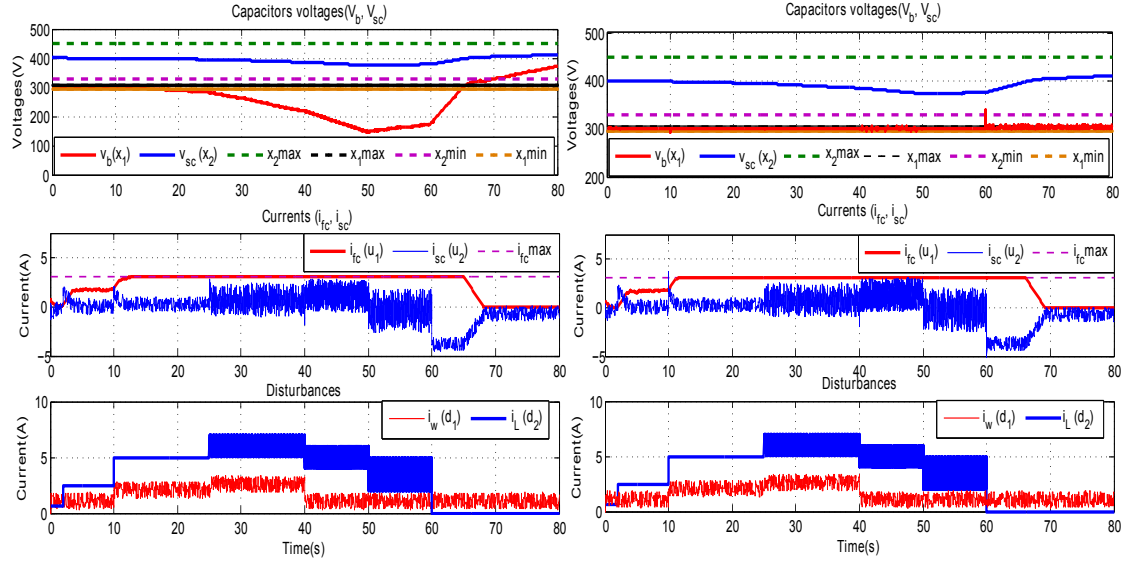 Capacitors voltages(V_b, V_sc)
Voltages(V)
500
400
300
200
100
0
v_b(x_1) v_sc (x_2) x_2max x_1max x_2min x_1min
0 10 20 30 40 50 60 70 80
Currents (i_fc, i_sc)
Current(A)
5
0
−5
i_fc (u_1) i_sc (u_2) i_fc max
0 10 20 30 40 50 60 70 80
Disturbances
Current(A)
10
5
0
i_w (d_1) i_L (d_2)
0 10 20 30 40 50 60 70 80
Time(s)
Capacitors voltages(V_b, V_sc)
Voltages(V)
500
400
300
200
v_b(x_1) v_sc (x_2) x_2max x_1max x_2min x_1min
0 10 20 30 40 50 60 70 80
Currents (i_fc, i_sc)
Current(A)
5
0
−5
i_fc (u_1) i_sc (u_2) i_fc max
0 10 20 30 40 50 60 70 80
Disturbances
Current(A)
10
5
0
i_w (d_1) i_L (d_2)
0 10 20 30 40 50 60 70 80
Time(s)